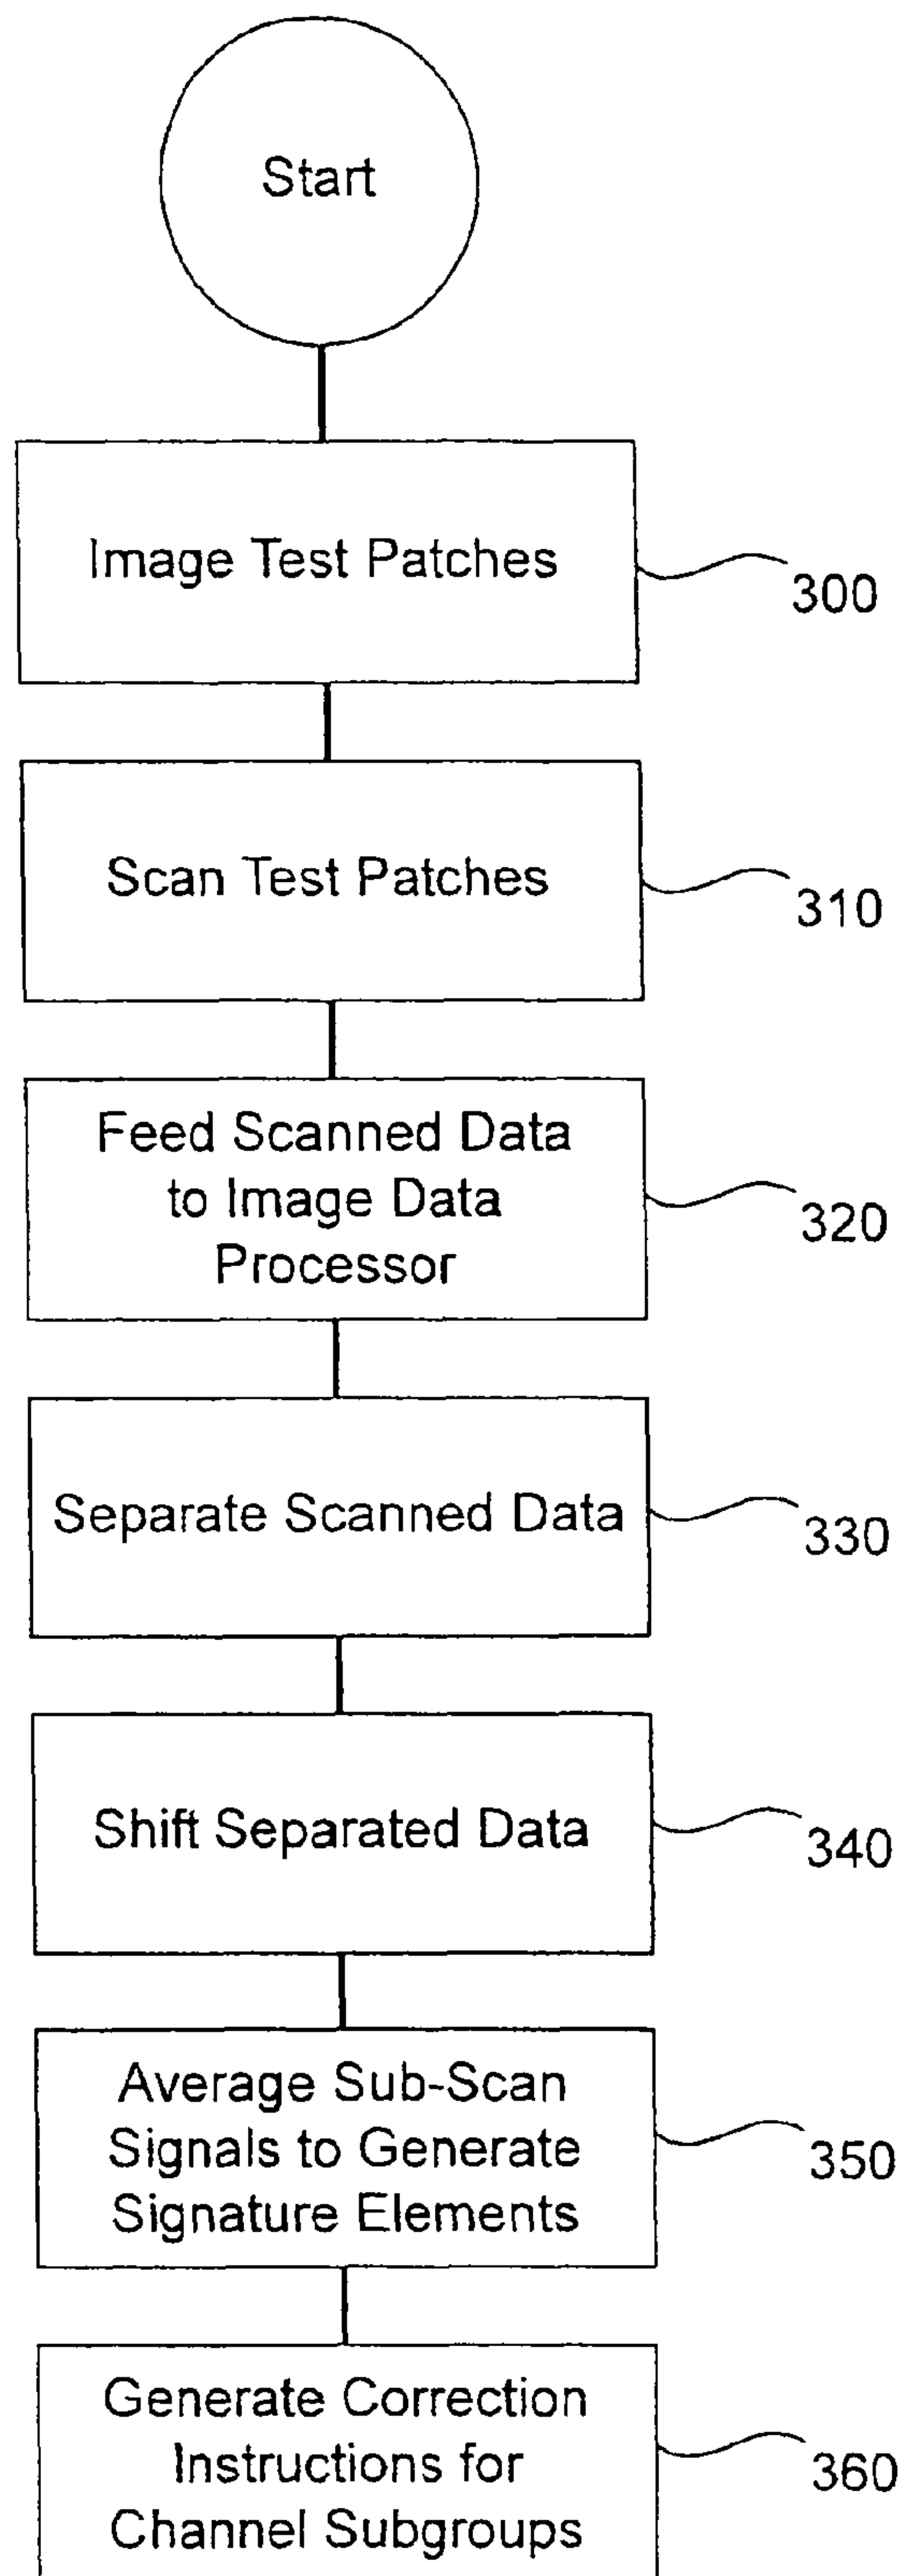 Start
Image Test Patches
300
Scan Test Patches
310
Feed Scanned Data
to Image Data
Processor
320
Separate Scanned Data
330
Shift Separated Data
340
Average Sub-Scan
Signals to Generate
Signature Elements
350
Generate Correction
Instructions for
Channel Subgroups
360